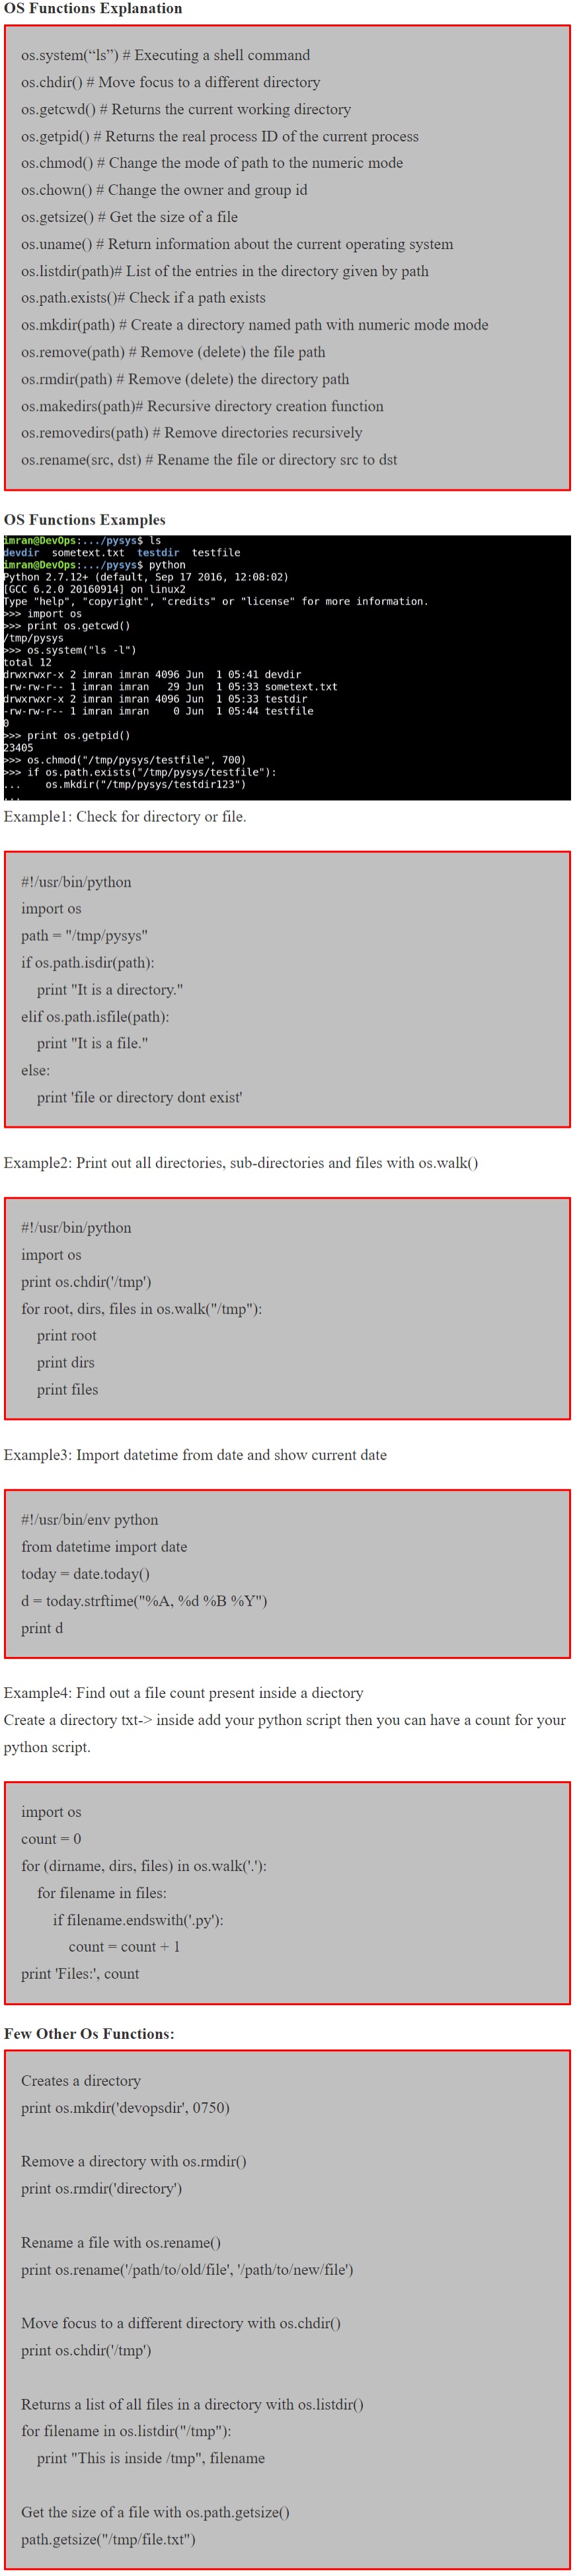 OS Functions Explanation
os.system(“ls”) # Executing a shell command
os.chdir() # Move focus to a different directory
os.getcwd() # Returns the current working directory
os.getpid() # Returns the real process ID of the current process
os.chmod() # Change the mode of path to the numeric mode
os.chown() # Change the owner and group id
os.getsize() # Get the size of a file
os.uname() # Return information about the current operating system
os.listdir(path)# List of the entries in the directory given by path
os.path.exists()# Check if a path exists
os.mkdir(path) # Create a directory named path with numeric mode mode
os.remove(path) # Remove (delete) the file path
os.rmdir(path) # Remove (delete) the directory path
os.makedirs(path)# Recursive directory creation function
os.removedirs(path) # Remove directories recursively
os.rename(src, dst) # Rename the file or directory src to dst
OS Functions Examples
imran@DevOps:.../pysys$ ls
devdir  sometext.txt  testdir  testfile
imran@DevOps:.../pysys$ python
Python 2.7.12+ (default, Sep 17 2016, 12:08:02)
[GCC 6.2.0 20160914] on linux2
Type "help", "copyright", "credits" or "license" for more information.
>>> import os
>>> print os.getcwd()
/tmp/pysys
>>> os.system("ls -l")
total 12
drwxrwxr-x 2 imran imran 4096 Jun  1 05:41 devdir
-rw-rw-r-- 1 imran imran   29 Jun  1 05:33 sometext.txt
drwxrwxr-x 2 imran imran 4096 Jun  1 05:33 testdir
-rw-rw-r-- 1 imran imran    0 Jun  1 05:44 testfile
0
>>> print os.getpid()
23405
>>> os.chmod("/tmp/pysys/testfile", 700)
>>> if os.path.exists("/tmp/pysys/testfile"):
...     os.mkdir("/tmp/pysys/testdir123")
...
Example1: Check for directory or file.
#!/usr/bin/python
import os
path = "/tmp/pysys"
if os.path.isdir(path):
    print "It is a directory."
elif os.path.isfile(path):
    print "It is a file."
else:
    print 'file or directory dont exist'
Example2: Print out all directories, sub-directories and files with os.walk()
#!/usr/bin/python
import os
print os.chdir('/tmp')
for root, dirs, files in os.walk("/tmp"):
    print root
    print dirs
    print files
Example3: Import datetime from date and show current date
#!/usr/bin/env python
from datetime import date
today = date.today()
d = today.strftime("%A, %d %B %Y")
print d
Example4: Find out a file count present inside a diectory
Create a directory txt-> inside add your python script then you can have a count for your
python script.
import os
count = 0
for (dirname, dirs, files) in os.walk('.'):
    for filename in files:
        if filename.endswith('.py'):
            count = count + 1
print 'Files:', count
Few Other Os Functions:
Creates a directory
print os.mkdir('devopsdir', 0750)
Remove a directory with os.rmdir()
print os.rmdir('directory')
Rename a file with os.rename()
print os.rename('/path/to/old/file', '/path/to/new/file')
Move focus to a different directory with os.chdir()
print os.chdir('/tmp')
Returns a list of all files in a directory with os.listdir()
for filename in os.listdir("/tmp"):
    print "This is inside /tmp", filename
Get the size of a file with os.path.getsize()
path.getsize("/tmp/file.txt")